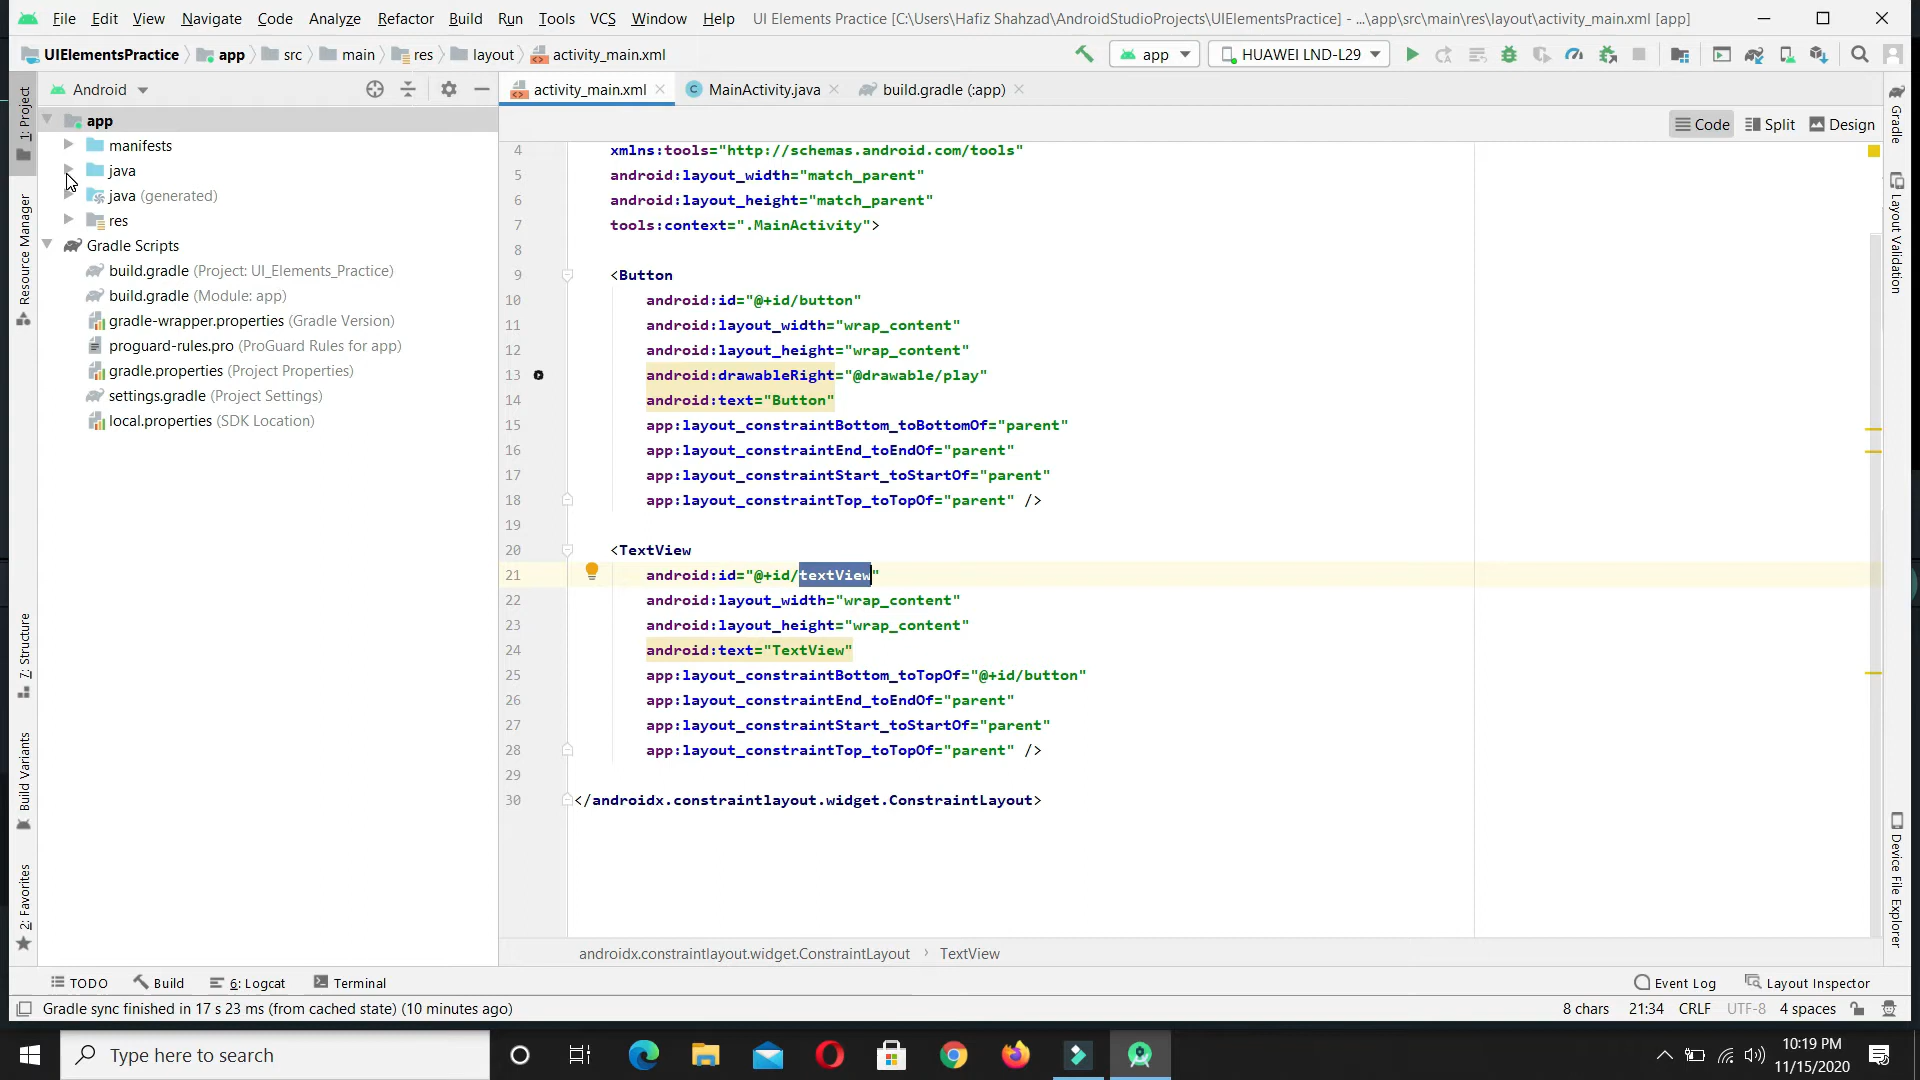 File Edit View Navigate Code Analyze Refactor Build Run Tools VCS Window Help UI Elements Practice [C:\Users\Hafiz Shahzad\AndroidStudioProjects\UIElementsPractice] - ...\app\src\main\res\layout\activity_main.xml [app]
UIElementsPractice app src main res layout activity_main.xml app HUAWEI LND-L29
Android activity_main.xml MainActivity.java build.gradle (:app)
Code Split Design
1: Project
Resource Manager
7: Structure
Build Variants
2: Favorites
app
manifests
java
java (generated)
res
Gradle Scripts
build.gradle (Project: UI_Elements_Practice)
build.gradle (Module: app)
gradle-wrapper.properties (Gradle Version)
proguard-rules.pro (ProGuard Rules for app)
gradle.properties (Project Properties)
settings.gradle (Project Settings)
local.properties (SDK Location)
4 xmlns:tools="http://schemas.android.com/tools"
5 android:layout_width="match_parent"
6 android:layout_height="match_parent"
7 tools:context=".MainActivity">
8
9 <Button
10 android:id="@+id/button"
11 android:layout_width="wrap_content"
12 android:layout_height="wrap_content"
13 android:drawableRight="@drawable/play"
14 android:text="Button"
15 app:layout_constraintBottom_toBottomOf="parent"
16 app:layout_constraintEnd_toEndOf="parent"
17 app:layout_constraintStart_toStartOf="parent"
18 app:layout_constraintTop_toTopOf="parent" />
19
20 <TextView
21 android:id="@+id/textView"
22 android:layout_width="wrap_content"
23 android:layout_height="wrap_content"
24 android:text="TextView"
25 app:layout_constraintBottom_toTopOf="@+id/button"
26 app:layout_constraintEnd_toEndOf="parent"
27 app:layout_constraintStart_toStartOf="parent"
28 app:layout_constraintTop_toTopOf="parent" />
29
30 </androidx.constraintlayout.widget.ConstraintLayout>
Gradle
Layout Validation
Device File Explorer
androidx.constraintlayout.widget.ConstraintLayout › TextView
TODO Build 6: Logcat Terminal Event Log Layout Inspector
Gradle sync finished in 17 s 23 ms (from cached state) (10 minutes ago) 8 chars 21:34 CRLF UTF-8 4 spaces
Type here to search
10:19 PM
11/15/2020